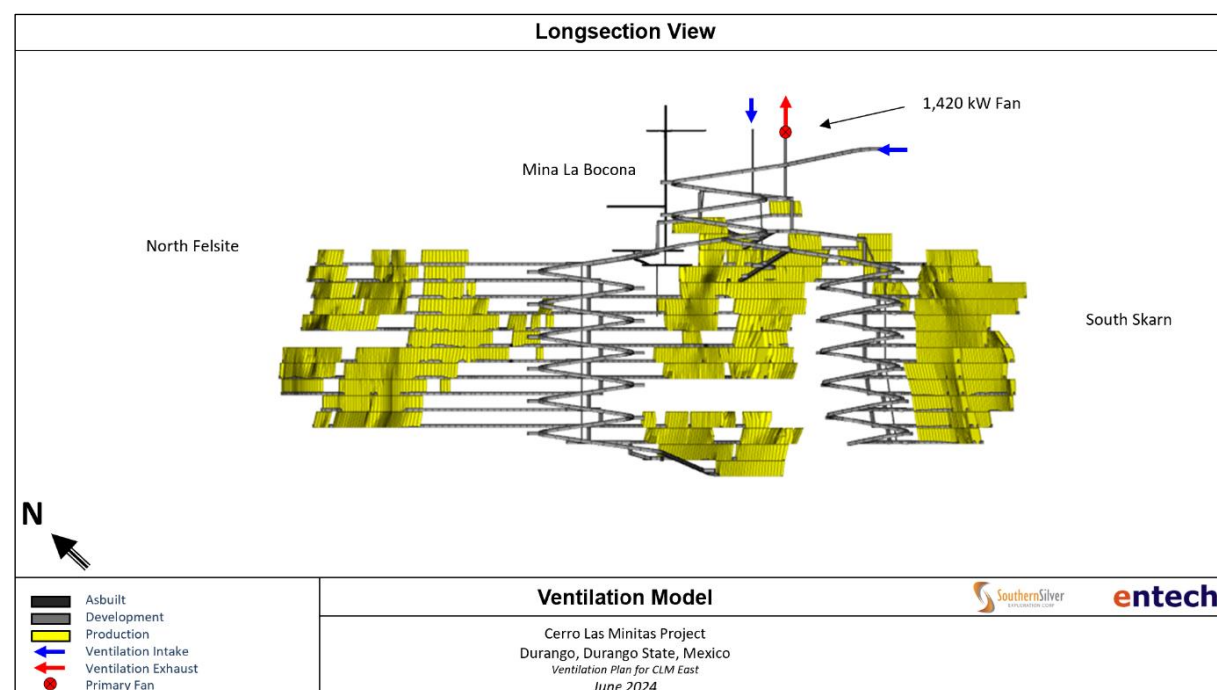 Longsection View
1,420 kW Fan
Mina La Bocona
North Felsite
South Skarn
N
Asbuilt
Development
Production
Ventilation Intake
Ventilation Exhaust
Primary Fan
Ventilation Model
Cerro Las Minitas Project
Durango, Durango State, Mexico
Ventilation Plan for CLM East
June 2024
SouthernSilver
EXPLORATION CORP
entech